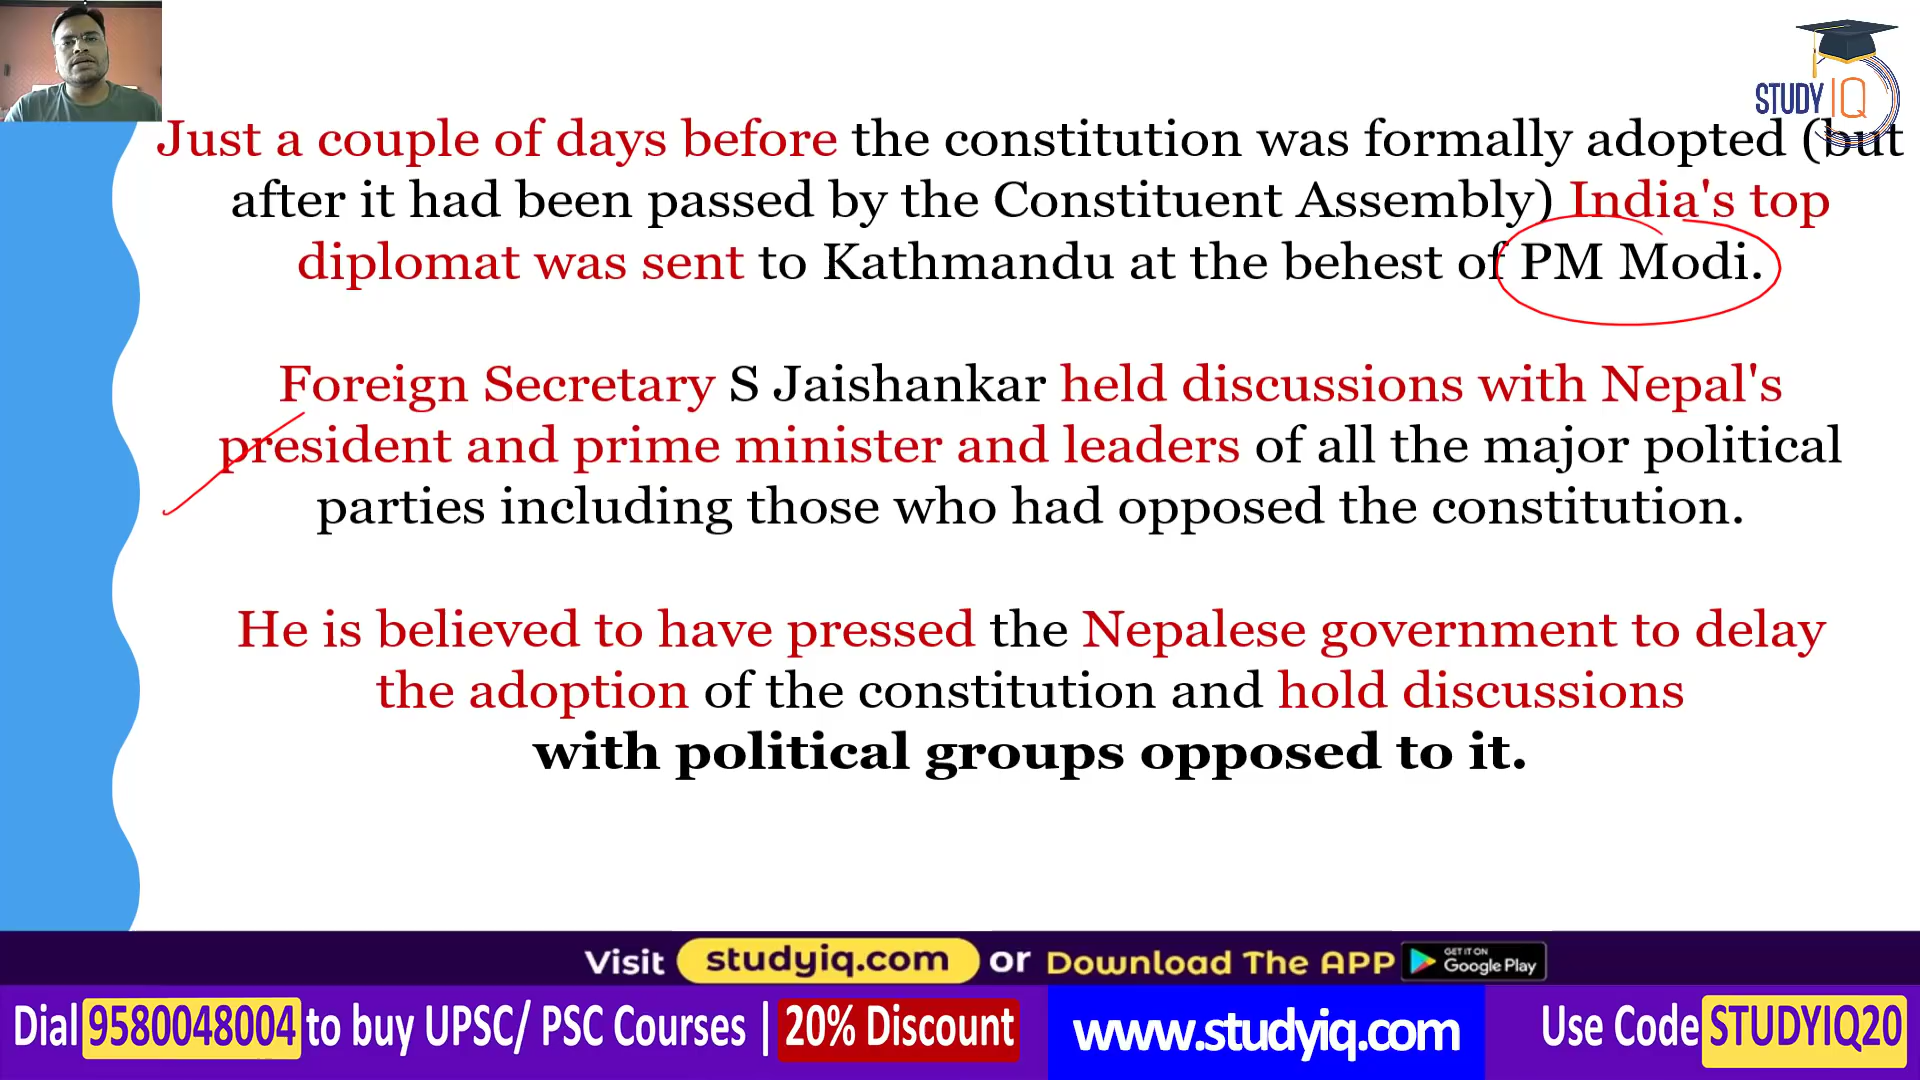 STUDY IQ
Just a couple of days before the constitution was formally adopted (but
after it had been passed by the Constituent Assembly) India's top
diplomat was sent to Kathmandu at the behest of PM Modi.
Foreign Secretary S Jaishankar held discussions with Nepal's
president and prime minister and leaders of all the major political
parties including those who had opposed the constitution.
He is believed to have pressed the Nepalese government to delay
the adoption of the constitution and hold discussions
with political groups opposed to it.
Visit studyiq.com or Download The APP GET IT ON Google Play
Dial 9580048004 to buy UPSC/ PSC Courses | 20% Discount www.studyiq.com Use Code STUDYIQ20